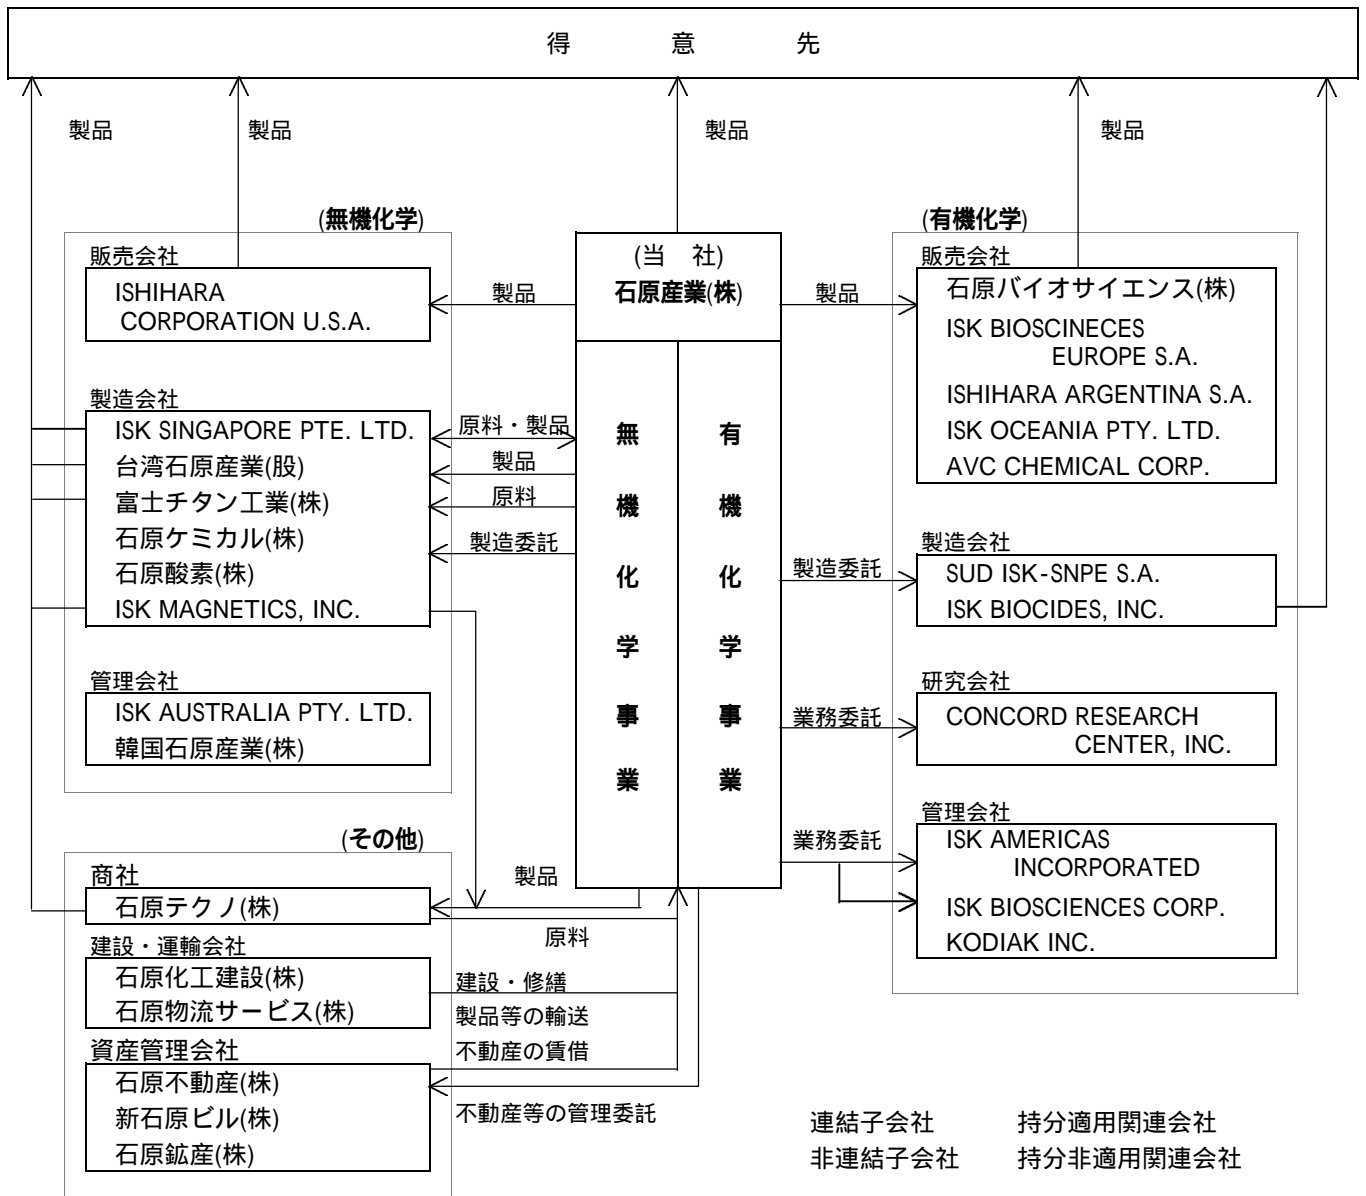 得 意 先
製品
製品
製品
製品
(無機化学)
販売会社
ISHIHARA
CORPORATION U.S.A.
製造会社
ISK SINGAPORE PTE. LTD.
台湾石原産業(股)
富士チタン工業(株)
石原ケミカル(株)
石原酸素(株)
ISK MAGNETICS, INC.
管理会社
ISK AUSTRALIA PTY. LTD.
韓国石原産業(株)
(その他)
商社
石原テクノ(株)
建設・運輸会社
石原化工建設(株)
石原物流サービス(株)
資産管理会社
石原不動産(株)
新石原ビル(株)
石原鉱産(株)
製品
原料・製品
製品
原料
製造委託
製品
原料
建設・修繕
製品等の輸送
不動産の賃借
不動産等の管理委託
(当 社)
石原産業(株)
無機化学事業
有機化学事業
製品
製造委託
業務委託
業務委託
(有機化学)
販売会社
石原バイオサイエンス(株)
ISK BIOSCINECES
EUROPE S.A.
ISHIHARA ARGENTINA S.A.
ISK OCEANIA PTY. LTD.
AVC CHEMICAL CORP.
製造会社
SUD ISK-SNPE S.A.
ISK BIOCIDES, INC.
研究会社
CONCORD RESEARCH
CENTER, INC.
管理会社
ISK AMERICAS
INCORPORATED
ISK BIOSCIENCES CORP.
KODIAK INC.
連結子会社 持分適用関連会社
非連結子会社 持分非適用関連会社